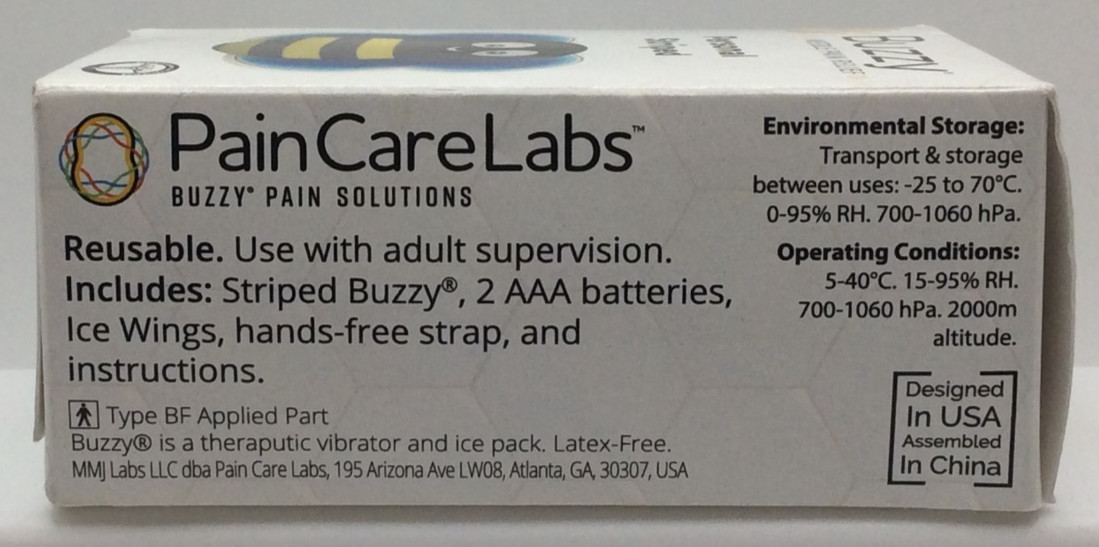 Buzzy®
Personal
Striped
PainCareLabs™
BUZZY® PAIN SOLUTIONS
Reusable. Use with adult supervision.
Includes: Striped Buzzy®, 2 AAA batteries,
Ice Wings, hands-free strap, and
instructions.
Type BF Applied Part
Buzzy® is a theraputic vibrator and ice pack. Latex-Free.
MMJ Labs LLC dba Pain Care Labs, 195 Arizona Ave LW08, Atlanta, GA, 30307, USA
Environmental Storage:
Transport & storage
between uses: -25 to 70°C.
0-95% RH. 700-1060 hPa.
Operating Conditions:
5-40°C. 15-95% RH.
700-1060 hPa. 2000m
altitude.
Designed
In USA
Assembled
In China